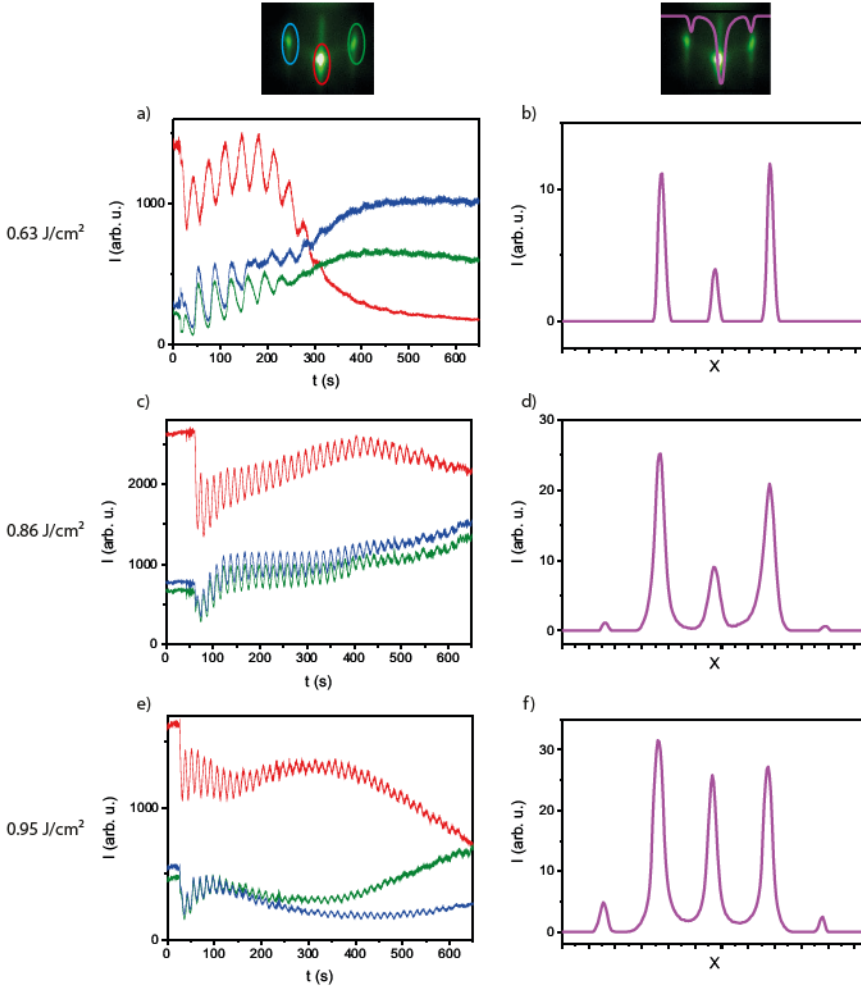 a)
b)
0.63 J/cm²
I (arb. u.)
1000
0
0 100 200 300 400 500 600
t (s)
I (arb. u.)
10
0
X
c)
d)
0.86 J/cm²
I (arb. u.)
2000
1000
0
0 100 200 300 400 500 600
t (s)
I (arb. u.)
30
20
10
0
X
e)
f)
0.95 J/cm²
I (arb. u.)
1000
0
0 100 200 300 400 500 600
t (s)
I (arb. u.)
30
20
10
0
X